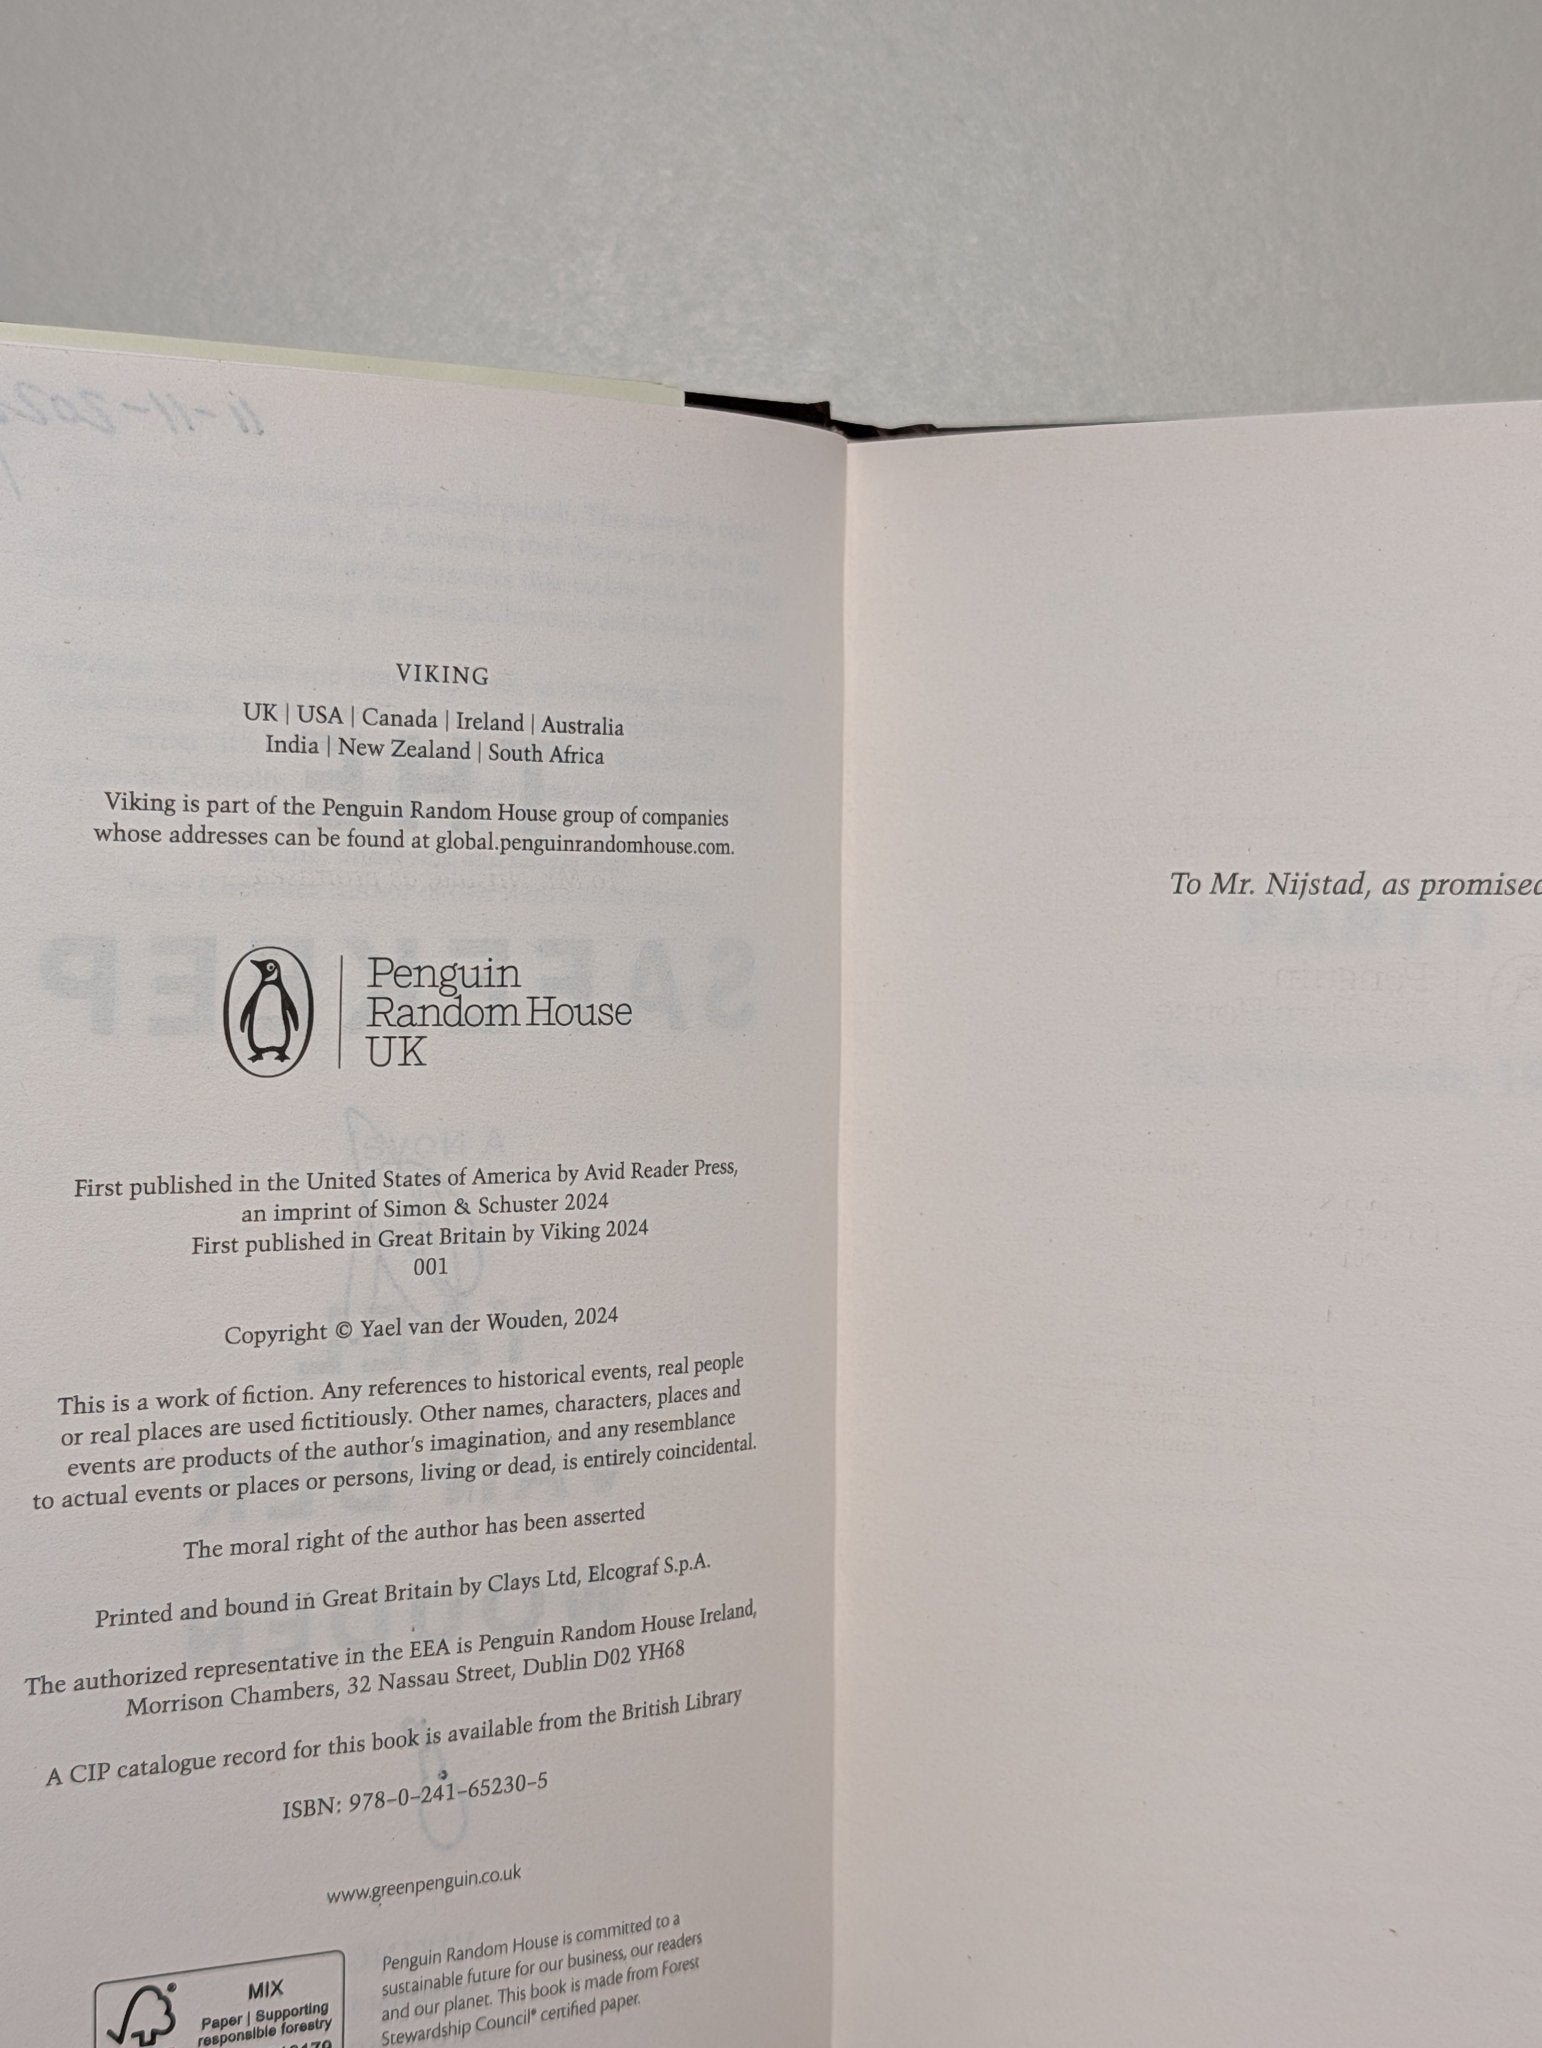 VIKING
UK | USA | Canada | Ireland | Australia
India | New Zealand | South Africa
Viking is part of the Penguin Random House group of companies
whose addresses can be found at global.penguinrandomhouse.com.
Penguin
Random House
UK
First published in the United States of America by Avid Reader Press,
an imprint of Simon & Schuster 2024
First published in Great Britain by Viking 2024
001
Copyright © Yael van der Wouden, 2024
This is a work of fiction. Any references to historical events, real people
or real places are used fictitiously. Other names, characters, places and
events are products of the author's imagination, and any resemblance
to actual events or places or persons, living or dead, is entirely coincidental.
The moral right of the author has been asserted
Printed and bound in Great Britain by Clays Ltd, Elcograf S.p.A.
The authorized representative in the EEA is Penguin Random House Ireland,
Morrison Chambers, 32 Nassau Street, Dublin D02 YH68
A CIP catalogue record for this book is available from the British Library
ISBN: 978–0–241–65230–5
www.greenpenguin.co.uk
MIX
Paper | Supporting
responsible forestry
Penguin Random House is committed to a
sustainable future for our business, our readers
and our planet. This book is made from Forest
Stewardship Council® certified paper.
To Mr. Nijstad, as promised